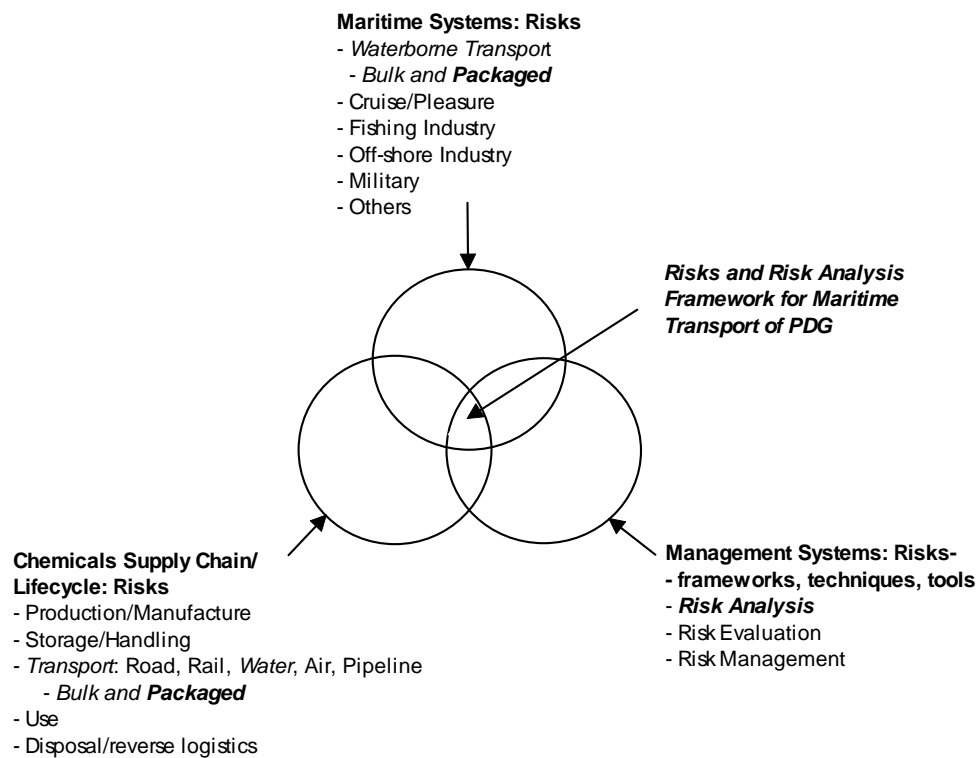 Maritime Systems: Risks
- Waterborne Transport
- Bulk and Packaged
- Cruise/Pleasure
- Fishing Industry
- Off-shore Industry
- Military
- Others
Risks and Risk Analysis
Framework for Maritime
Transport of PDG
Chemicals Supply Chain/
Lifecycle: Risks
- Production/Manufacture
- Storage/Handling
- Transport: Road, Rail, Water, Air, Pipeline
- Bulk and Packaged
- Use
- Disposal/reverse logistics
Management Systems: Risks-
- frameworks, techniques, tools
- Risk Analysis
- Risk Evaluation
- Risk Management